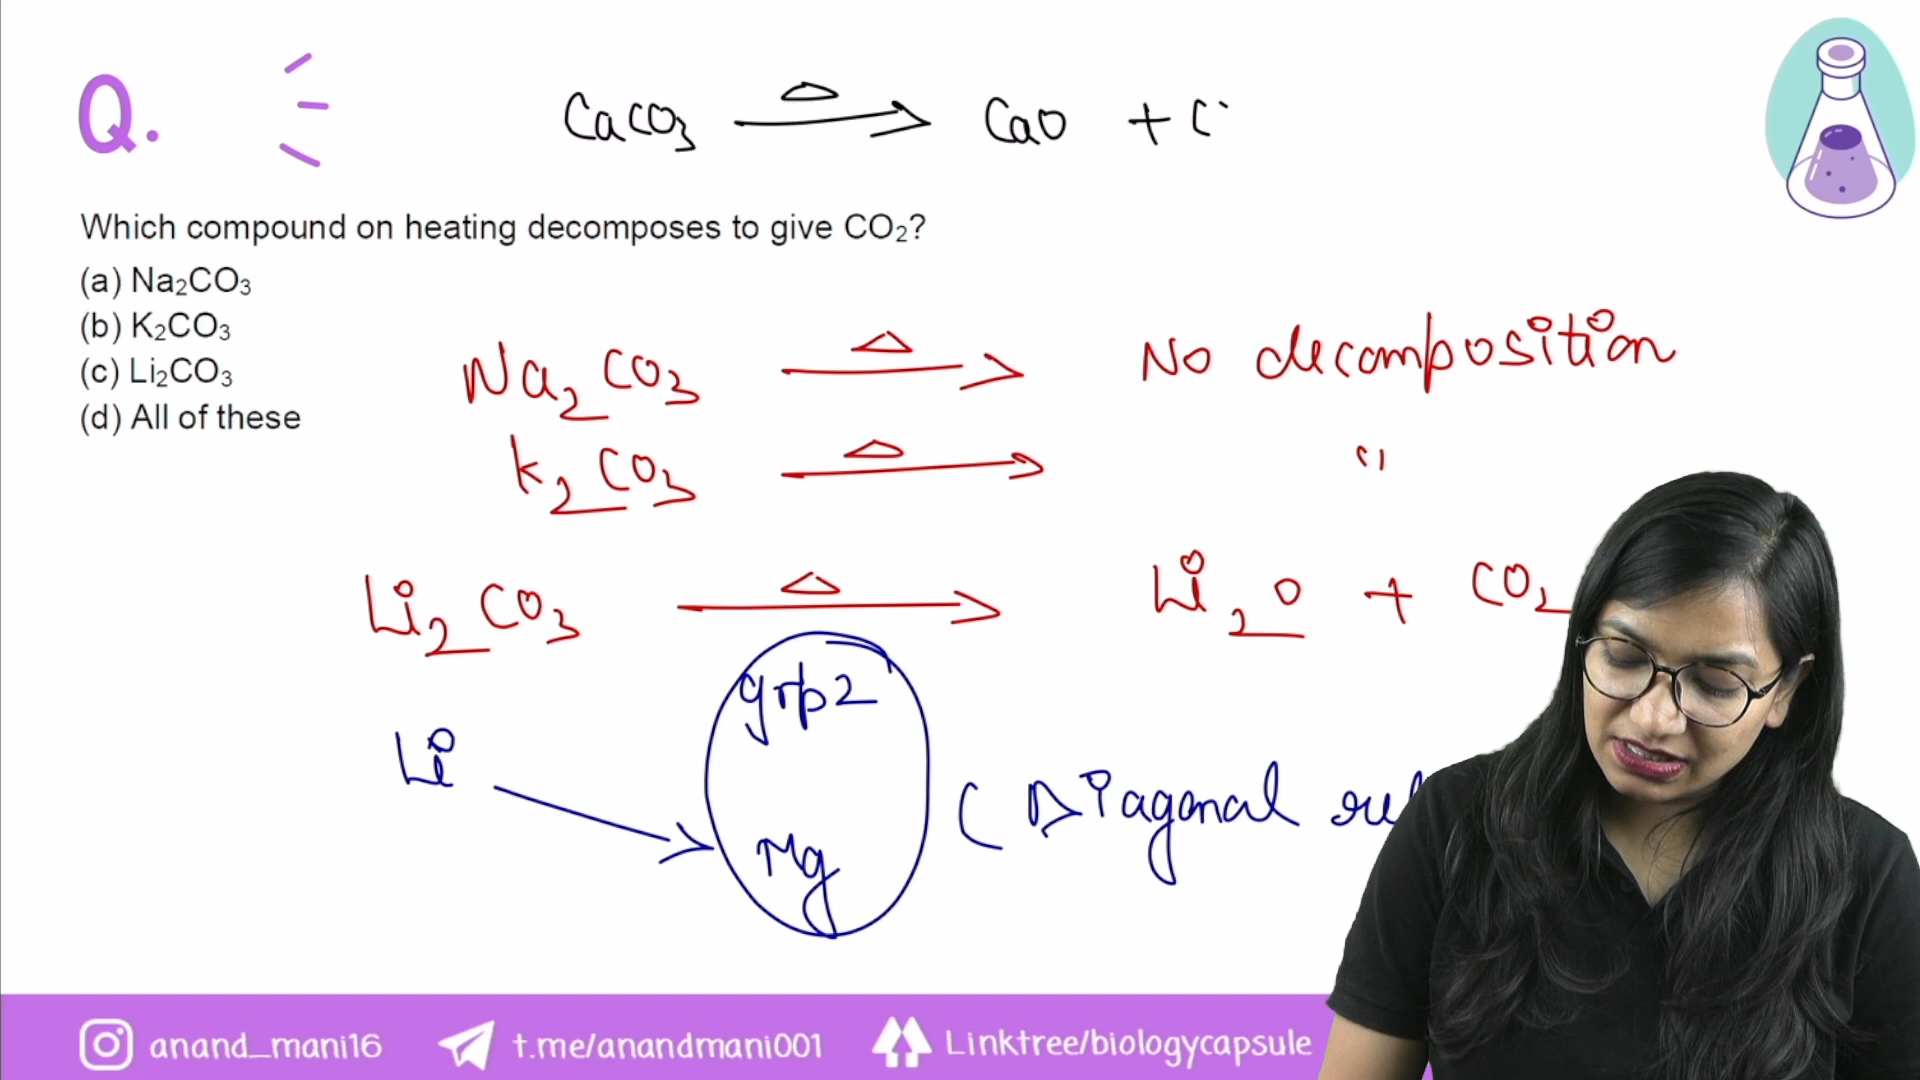 Q.
CaCO3 △ → CaO + C
Which compound on heating decomposes to give CO₂?
(a) Na₂CO₃
(b) K₂CO₃
(c) Li₂CO₃
(d) All of these
Na₂CO₃ △ → No decomposition
K₂CO₃ △ → "
Li₂CO₃ △ → Li₂O + CO₂
grp2
Li → Mg
( Diagonal rel
anand_mani16
t.me/anandmani001
Linktree/biologycapsule